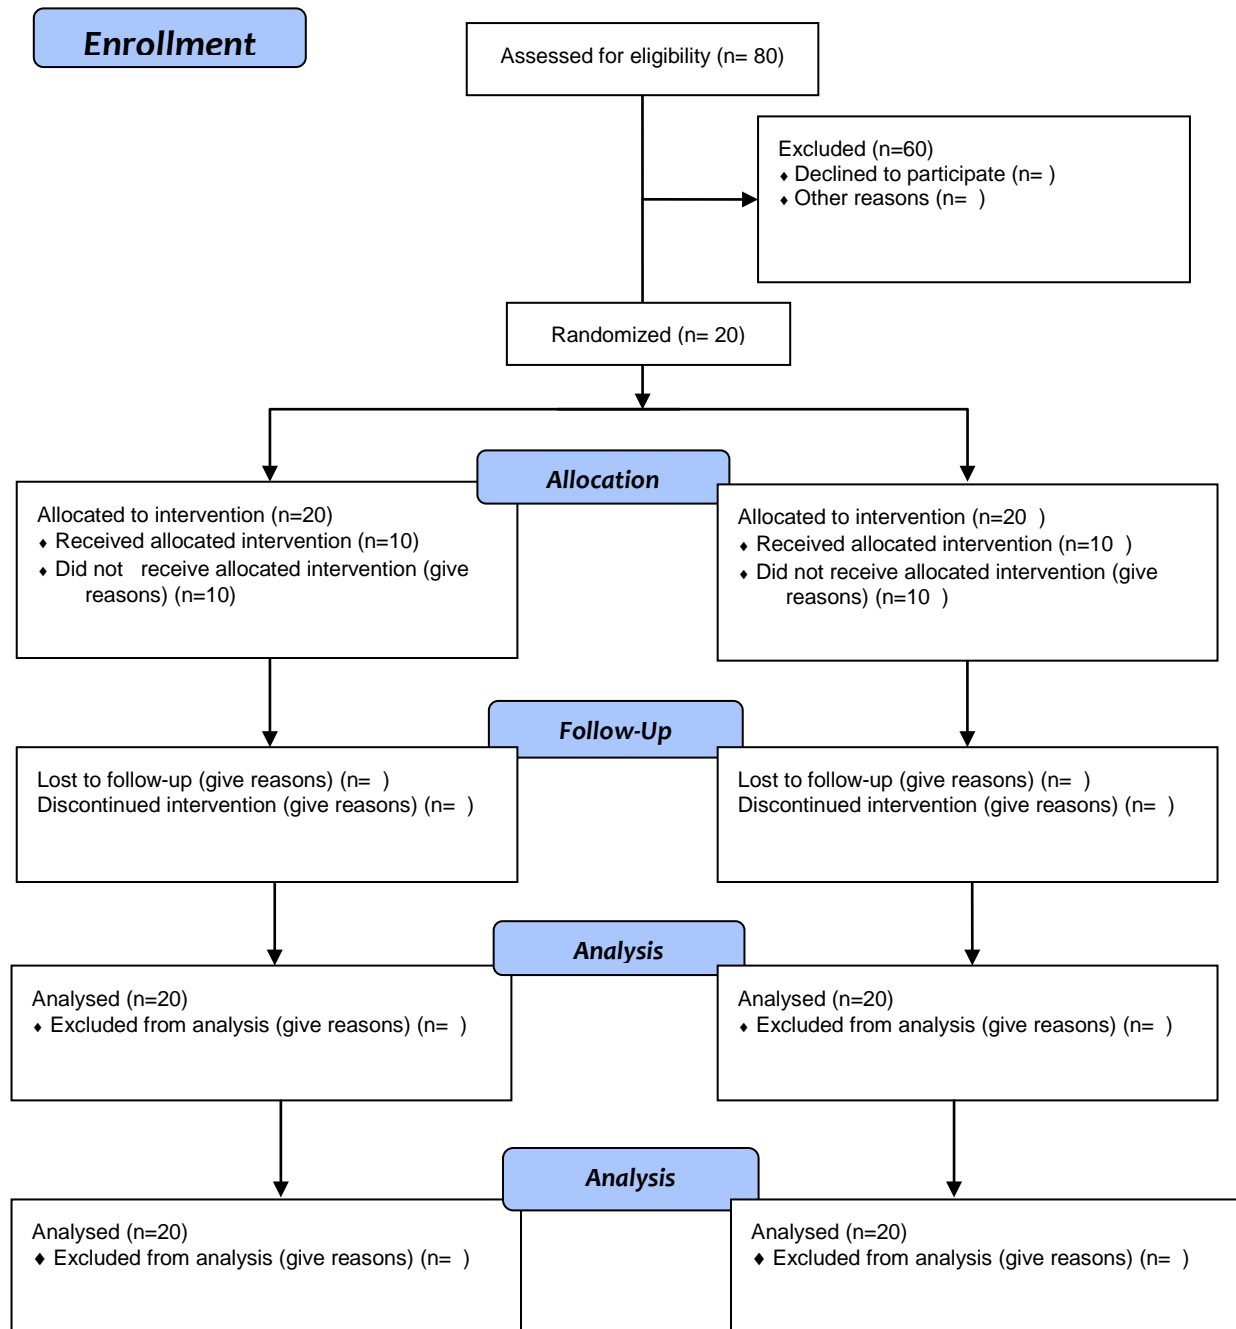 Enrollment
Assessed for eligibility (n= 80)
Excluded (n=60)
♦ Declined to participate (n= )
♦ Other reasons (n=  )
Randomized (n= 20)
Allocation
Allocated to intervention (n=20)
♦ Received allocated intervention (n=10)
♦ Did not  receive allocated intervention (give
reasons) (n=10)
Allocated to intervention (n=20  )
♦ Received allocated intervention (n=10  )
♦ Did not receive allocated intervention (give
reasons) (n=10  )
Follow-Up
Lost to follow-up (give reasons) (n=  )
Discontinued intervention (give reasons) (n=  )
Lost to follow-up (give reasons) (n=  )
Discontinued intervention (give reasons) (n=  )
Analysis
Analysed (n=20)
♦ Excluded from analysis (give reasons) (n=  )
Analysed (n=20)
♦ Excluded from analysis (give reasons) (n=  )
Analysis
Analysed (n=20)
♦ Excluded from analysis (give reasons) (n=  )
Analysed (n=20)
♦ Excluded from analysis (give reasons) (n=  )